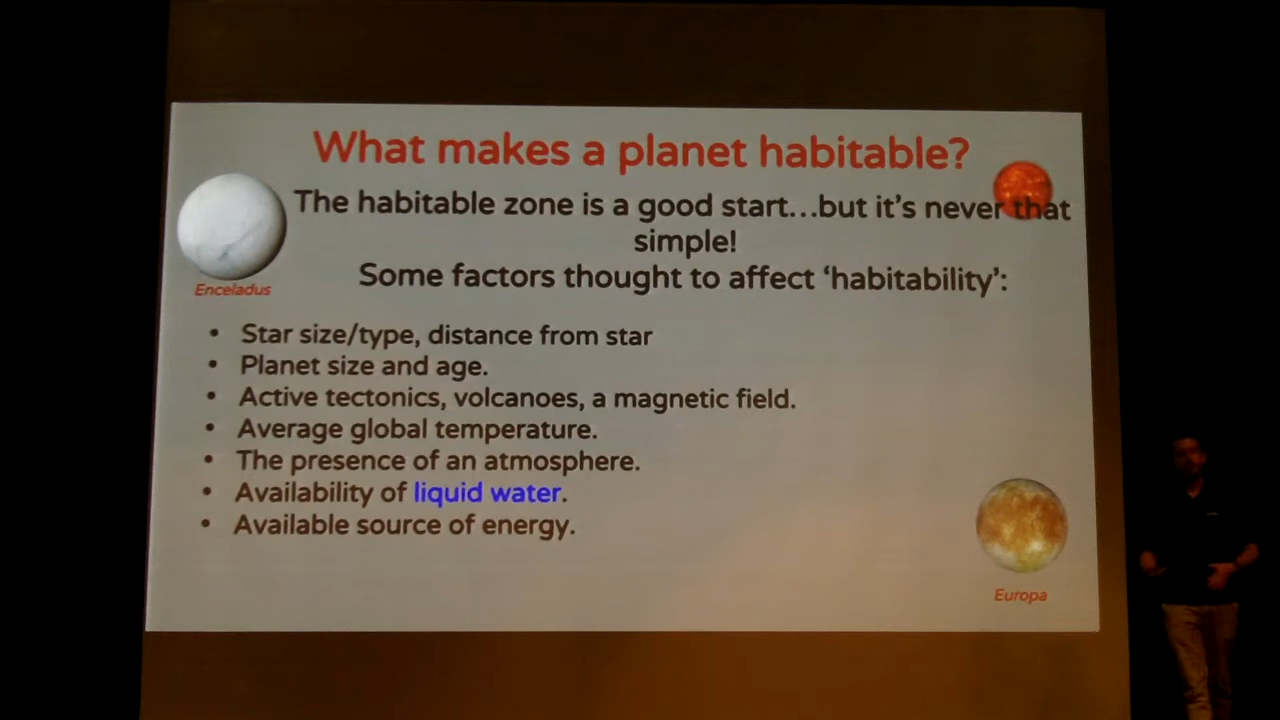 What makes a planet habitable?
The habitable zone is a good start...but it's never that
simple!
Enceladus
Some factors thought to affect ‘habitability’:
• Star size/type, distance from star
• Planet size and age.
• Active tectonics, volcanoes, a magnetic field.
• Average global temperature.
• The presence of an atmosphere.
• Availability of liquid water.
• Available source of energy.
Europa